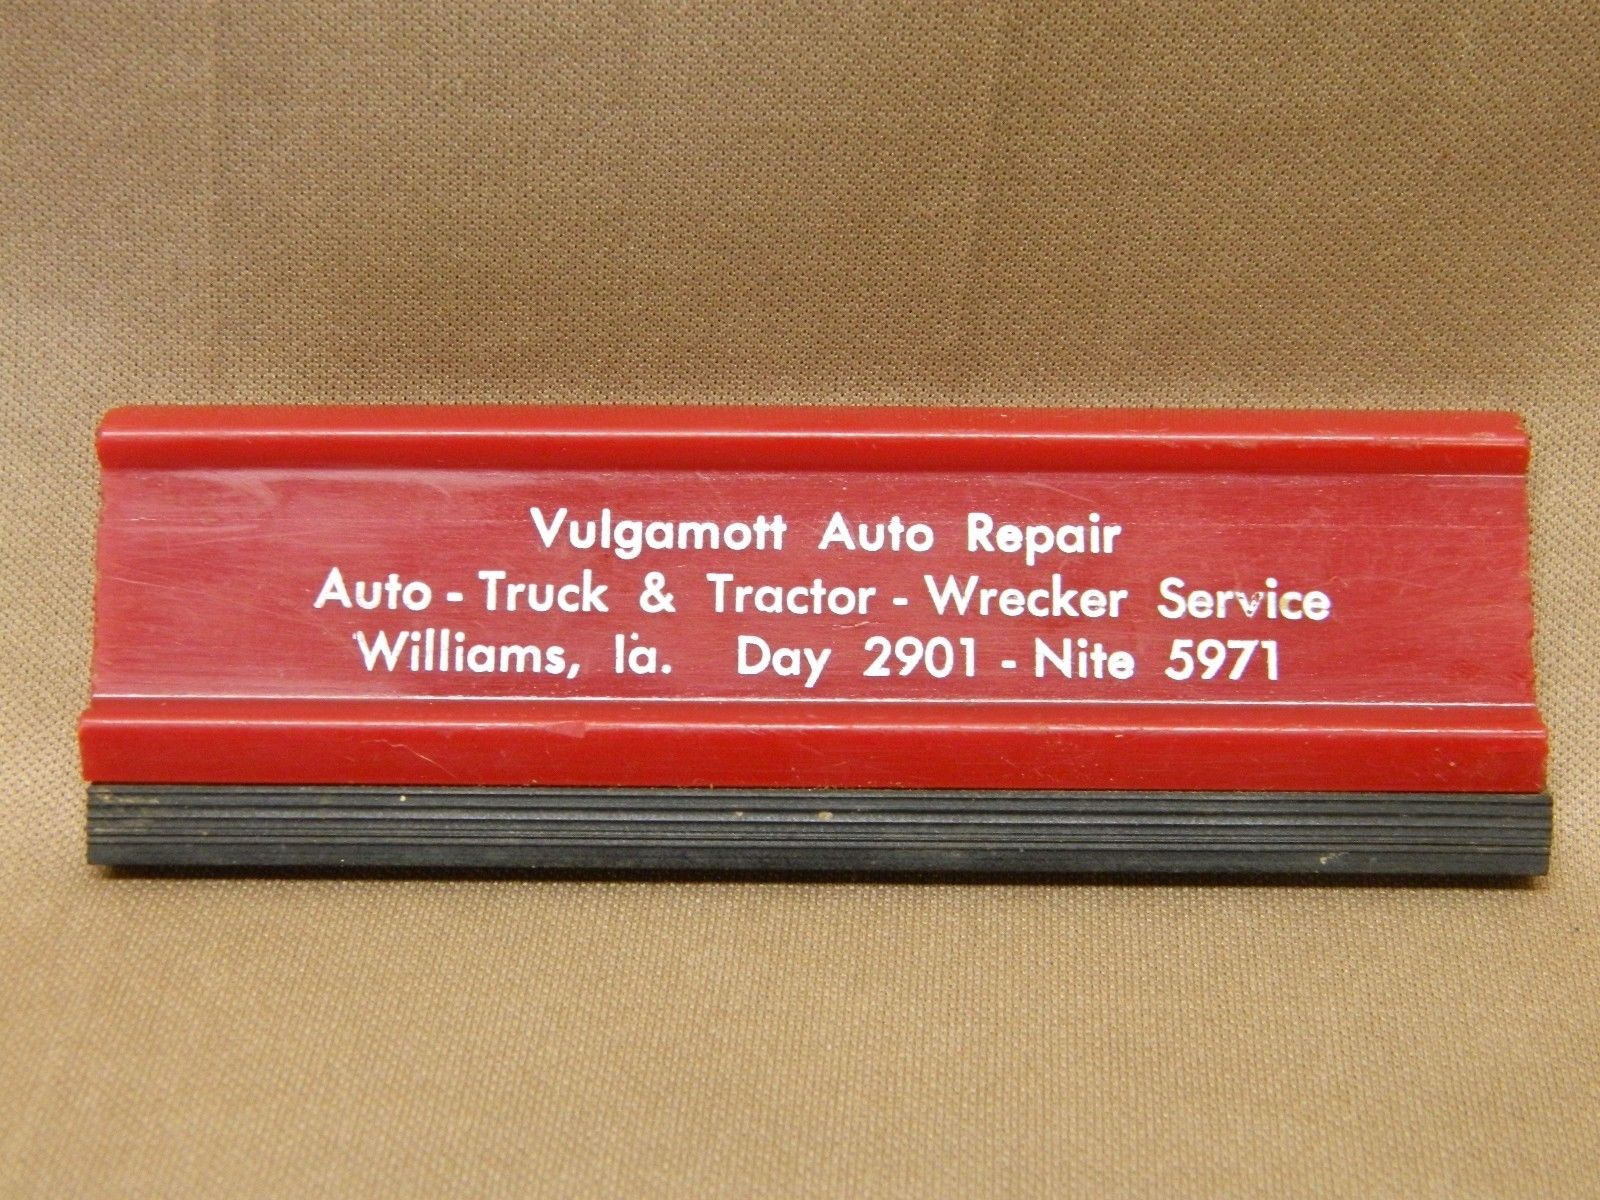 Vulgamott Auto Repair
Auto - Truck & Tractor - Wrecker Service
Williams, Ia. Day 2901 - Nite 5971